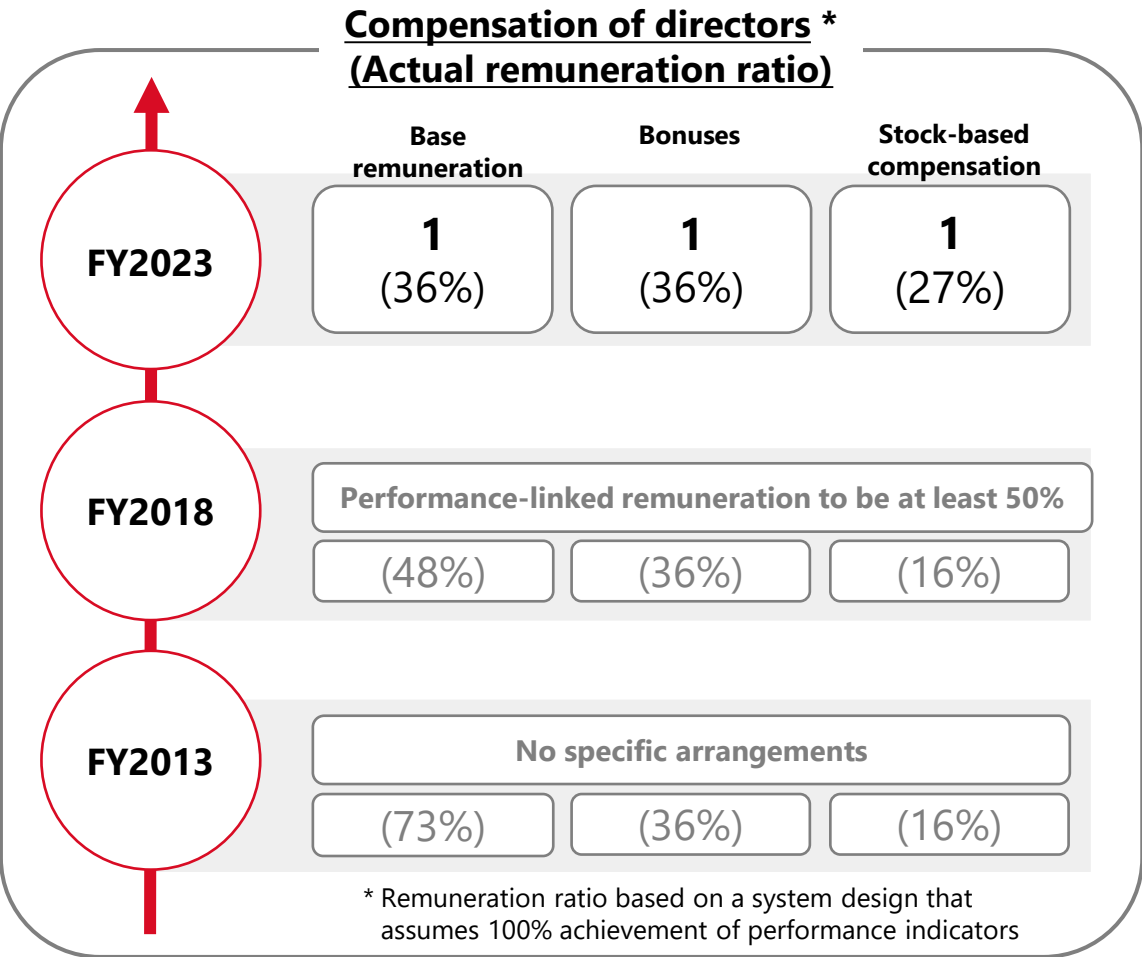 Compensation of directors *
(Actual remuneration ratio)
Base
remuneration
Bonuses
Stock-based
compensation
FY2023
1
(36%)
1
(36%)
1
(27%)
FY2018
Performance-linked remuneration to be at least 50%
(48%)
(36%)
(16%)
FY2013
No specific arrangements
(73%)
(36%)
(16%)
* Remuneration ratio based on a system design that
assumes 100% achievement of performance indicators